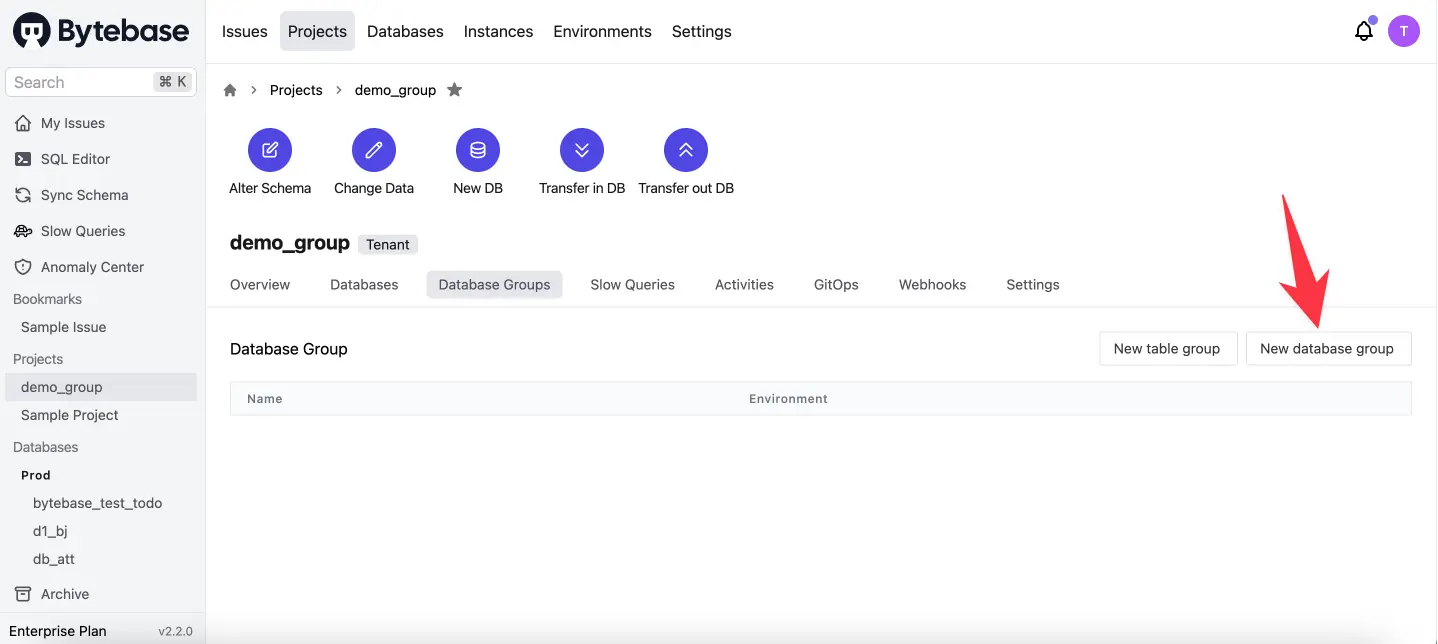 Bytebase
Search ⌘ K
My Issues
SQL Editor
Sync Schema
Slow Queries
Anomaly Center
Bookmarks
Sample Issue
Projects
demo_group
Sample Project
Databases
Prod
bytebase_test_todo
d1_bj
db_att
Archive
Enterprise Plan v2.2.0
Issues Projects Databases Instances Environments Settings
T
Projects > demo_group
Alter Schema Change Data New DB Transfer in DB Transfer out DB
demo_group Tenant
Overview Databases Database Groups Slow Queries Activities GitOps Webhooks Settings
Database Group New table group New database group
Name Environment